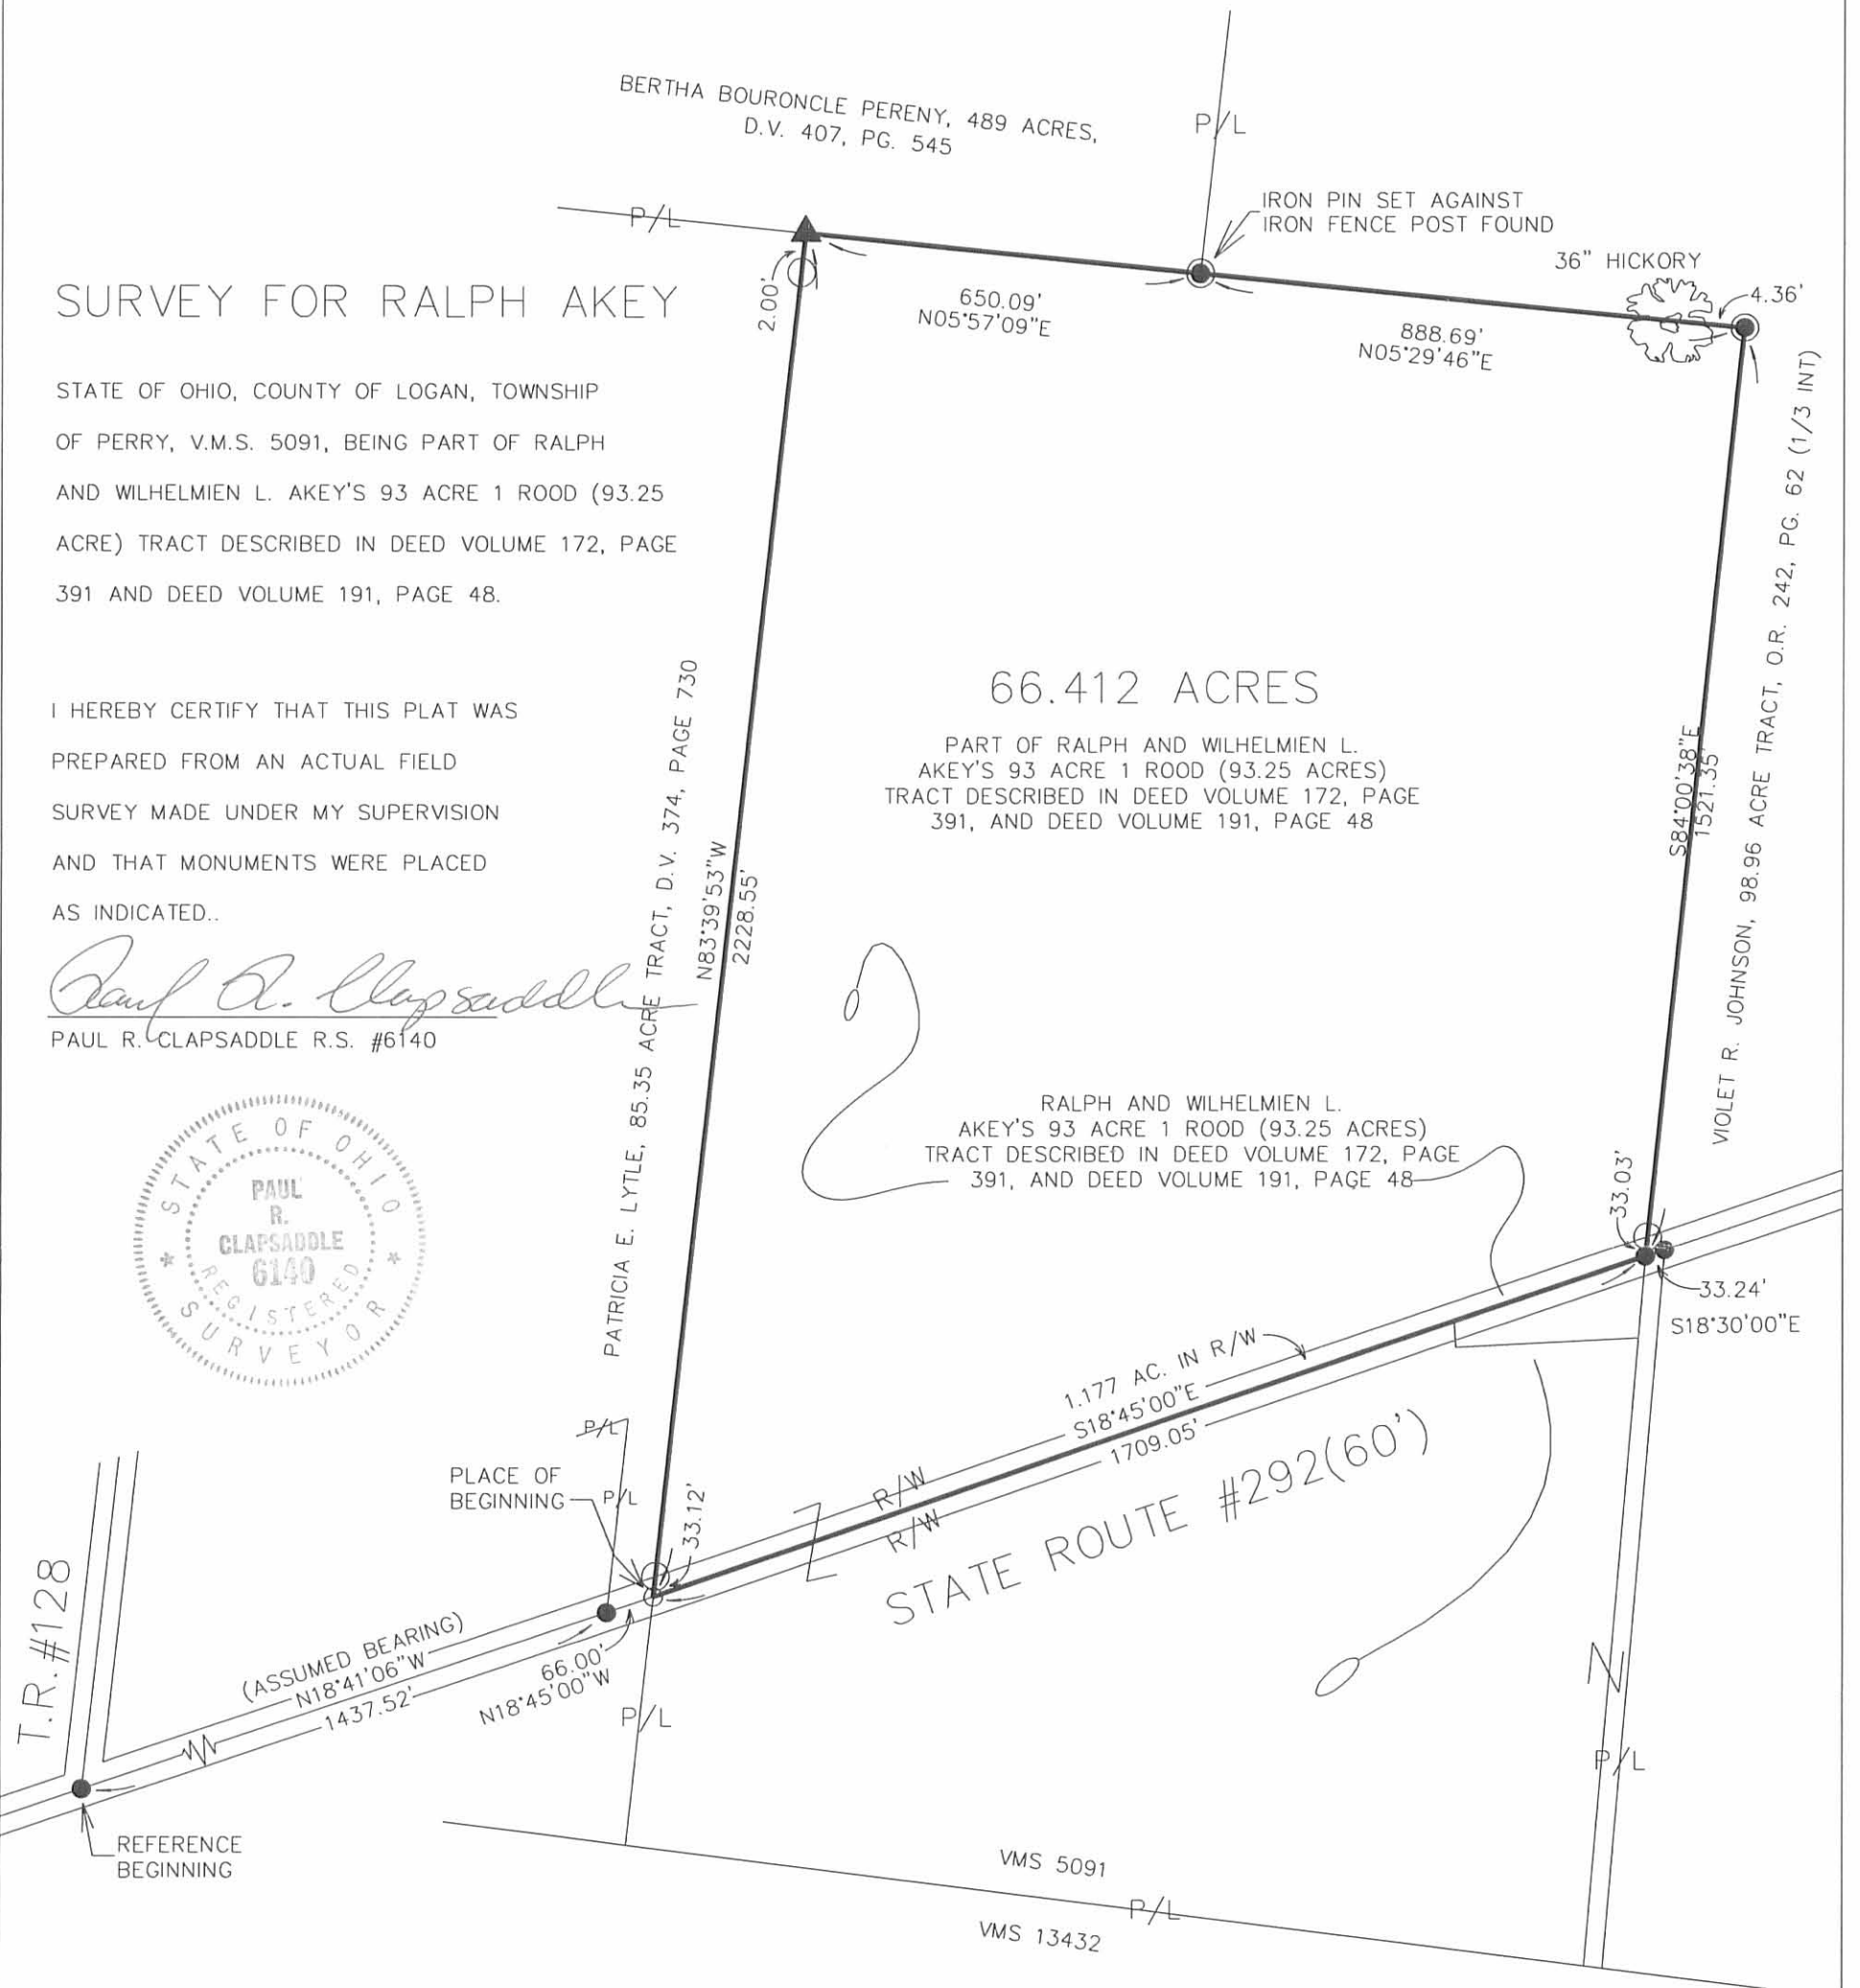 BERTHA BOURONCLE PERENY, 489 ACRES,
D.V. 407, PG. 545
P/L
P/L
IRON PIN SET AGAINST
IRON FENCE POST FOUND
36" HICKORY
4.36'
2.00'
650.09'
N05°57'09"E
888.69'
N05°29'46"E
SURVEY FOR RALPH AKEY
STATE OF OHIO, COUNTY OF LOGAN, TOWNSHIP
OF PERRY, V.M.S. 5091, BEING PART OF RALPH
AND WILHELMIEN L. AKEY'S 93 ACRE 1 ROOD (93.25
ACRE) TRACT DESCRIBED IN DEED VOLUME 172, PAGE
391 AND DEED VOLUME 191, PAGE 48.
I HEREBY CERTIFY THAT THIS PLAT WAS
PREPARED FROM AN ACTUAL FIELD
SURVEY MADE UNDER MY SUPERVISION
AND THAT MONUMENTS WERE PLACED
AS INDICATED..
Paul R. Clapsaddle
PAUL R. CLAPSADDLE R.S. #6140
STATE OF OHIO
PAUL
R.
CLAPSADDLE
6140
REGISTERED
* SURVEYOR *
PATRICIA E. LYTLE, 85.35 ACRE TRACT, D.V. 374, PAGE 730
N83°39'53"W
2228.55'
66.412 ACRES
PART OF RALPH AND WILHELMIEN L.
AKEY'S 93 ACRE 1 ROOD (93.25 ACRES)
TRACT DESCRIBED IN DEED VOLUME 172, PAGE
391, AND DEED VOLUME 191, PAGE 48
S84°00'38"E
1521.35'
VIOLET R. JOHNSON, 98.96 ACRE TRACT, O.R. 242, PG. 62 (1/3 INT)
RALPH AND WILHELMIEN L.
AKEY'S 93 ACRE 1 ROOD (93.25 ACRES)
TRACT DESCRIBED IN DEED VOLUME 172, PAGE
391, AND DEED VOLUME 191, PAGE 48
33.03'
33.24'
S18°30'00"E
1.177 AC. IN R/W
S18°45'00"E
1709.05'
R/W
R/W
STATE ROUTE #292(60')
P/L
PLACE OF
BEGINNING
P/L
33.12'
66.00'
N18°45'00"W
(ASSUMED BEARING)
N18°41'06"W
1437.52'
T.R.#128
P/L
P/L
REFERENCE
BEGINNING
VMS 5091
P/L
VMS 13432